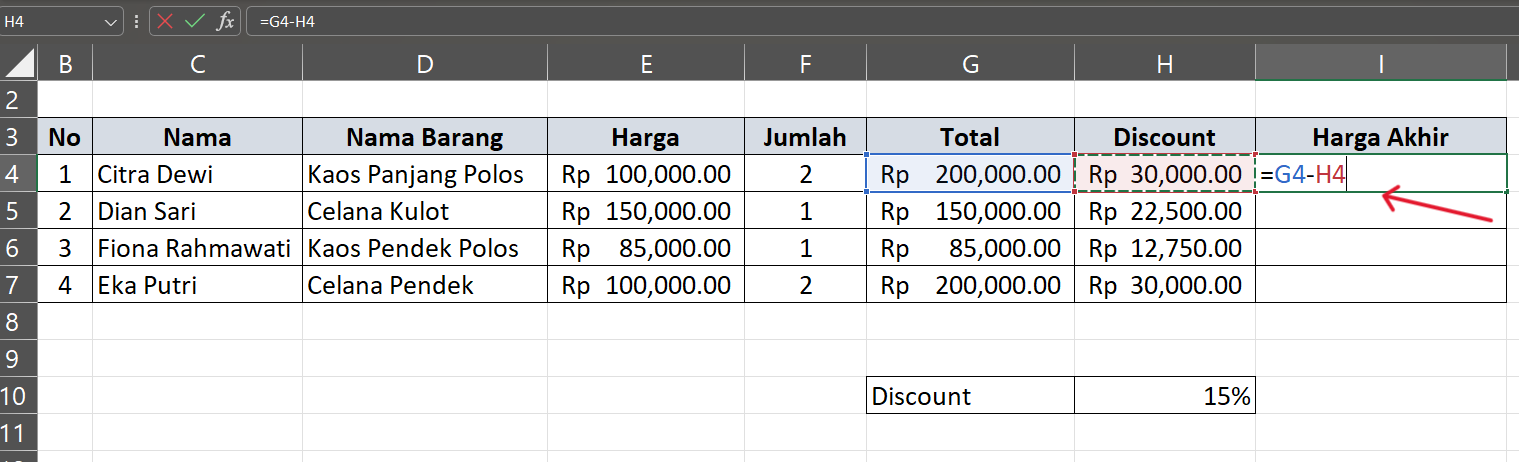 H4 fx =G4-H4
B C D E F G H I
2
3 No Nama Nama Barang Harga Jumlah Total Discount Harga Akhir
4 1 Citra Dewi Kaos Panjang Polos Rp 100,000.00 2 Rp 200,000.00 Rp 30,000.00 =G4-H4
5 2 Dian Sari Celana Kulot Rp 150,000.00 1 Rp 150,000.00 Rp 22,500.00
6 3 Fiona Rahmawati Kaos Pendek Polos Rp 85,000.00 1 Rp 85,000.00 Rp 12,750.00
7 4 Eka Putri Celana Pendek Rp 100,000.00 2 Rp 200,000.00 Rp 30,000.00
8
9
10 Discount 15%
11